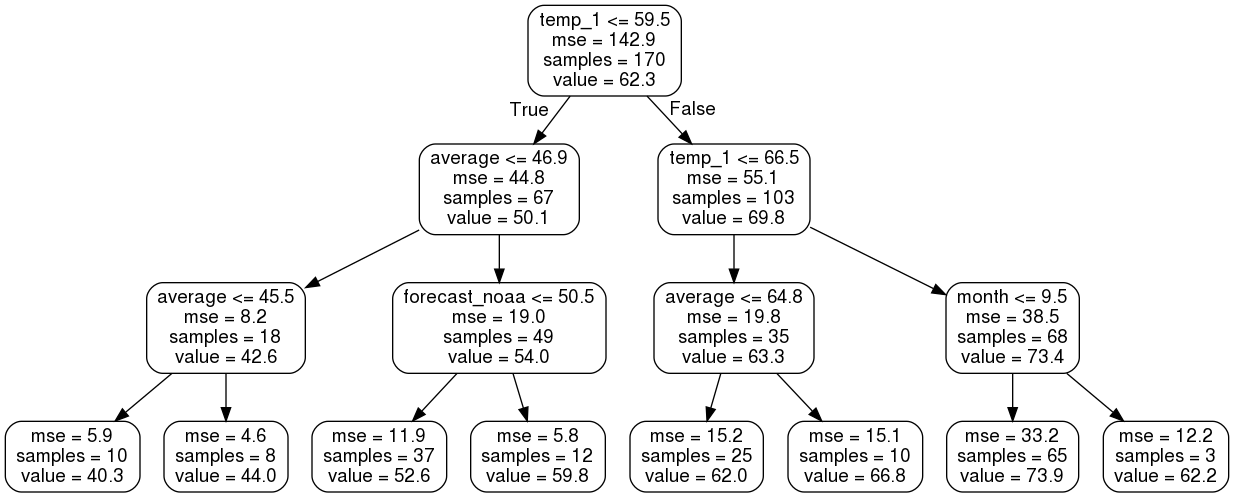 temp_1 <= 59.5
mse = 142.9
samples = 170
value = 62.3
True
False
average <= 46.9
mse = 44.8
samples = 67
value = 50.1
temp_1 <= 66.5
mse = 55.1
samples = 103
value = 69.8
average <= 45.5
mse = 8.2
samples = 18
value = 42.6
forecast_noaa <= 50.5
mse = 19.0
samples = 49
value = 54.0
average <= 64.8
mse = 19.8
samples = 35
value = 63.3
month <= 9.5
mse = 38.5
samples = 68
value = 73.4
mse = 5.9
samples = 10
value = 40.3
mse = 4.6
samples = 8
value = 44.0
mse = 11.9
samples = 37
value = 52.6
mse = 5.8
samples = 12
value = 59.8
mse = 15.2
samples = 25
value = 62.0
mse = 15.1
samples = 10
value = 66.8
mse = 33.2
samples = 65
value = 73.9
mse = 12.2
samples = 3
value = 62.2